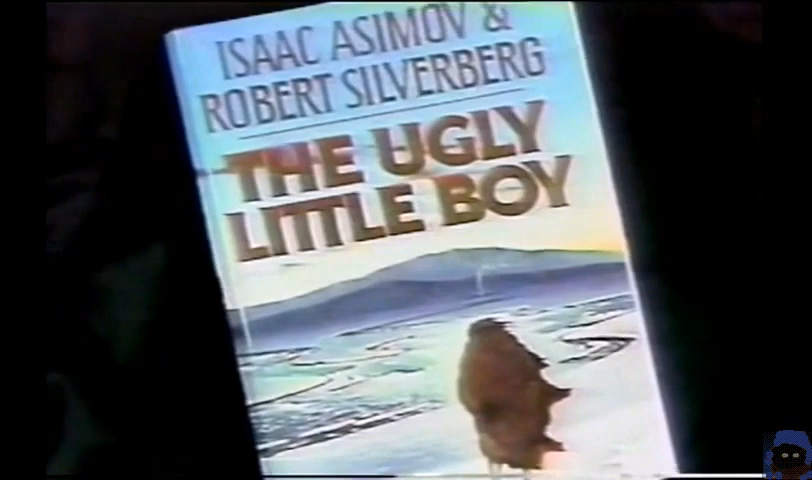 ISAAC ASIMOV &
ROBERT SILVERBERG
THE UGLY
LITTLE BOY